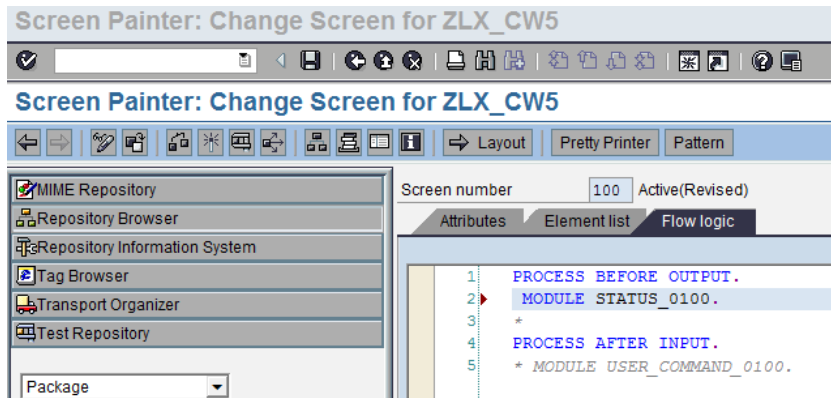 Screen Painter: Change Screen for ZLX_CW5
Screen Painter: Change Screen for ZLX_CW5
Layout Pretty Printer Pattern
MIME Repository
Repository Browser
Repository Information System
Tag Browser
Transport Organizer
Test Repository
Package
Screen number 100 Active(Revised)
Attributes Element list Flow logic
1 PROCESS BEFORE OUTPUT.
2 MODULE STATUS_0100.
3 *
4 PROCESS AFTER INPUT.
5 * MODULE USER_COMMAND_0100.